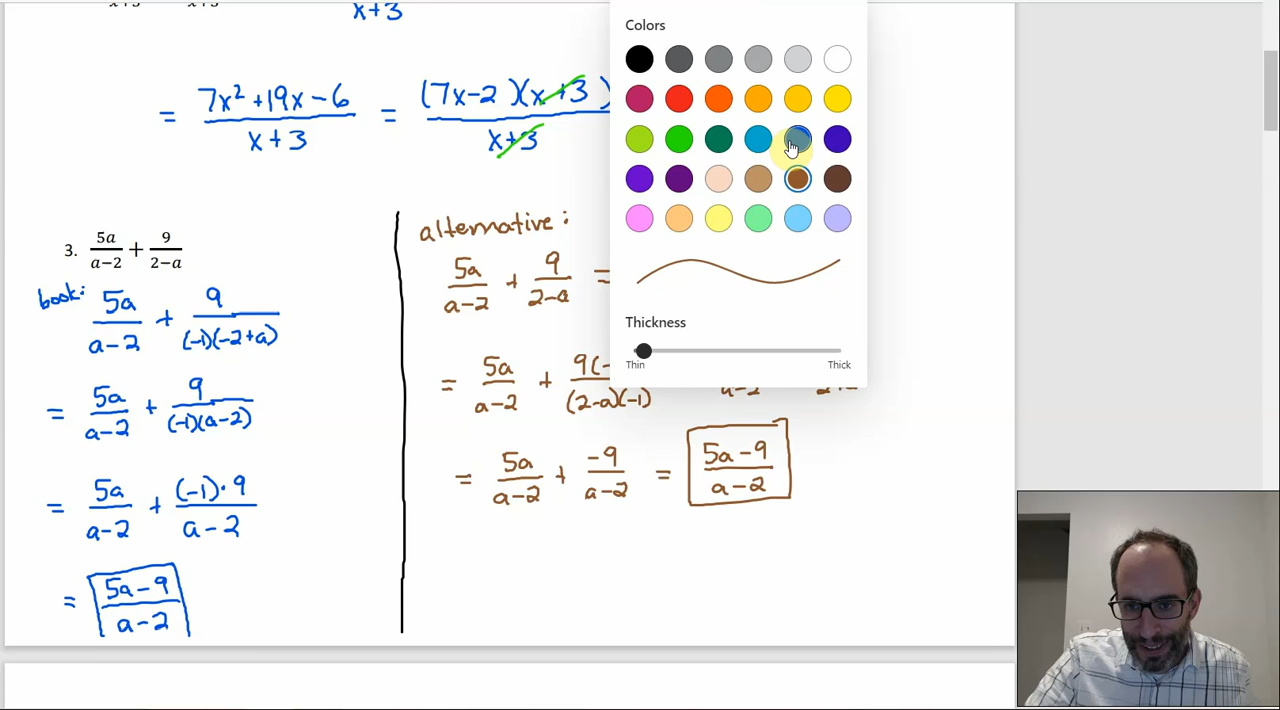 x+3
= 7x² + 19x − 6 / x + 3 = (7x − 2)(x + 3) / x + 3
3. 5a/a−2 + 9/2−a
book: 5a/a−2 + 9/(−1)(−2+a)
= 5a/a−2 + 9/(−1)(a−2)
= 5a/a−2 + (−1)·9/a−2
= 5a−9/a−2
alternative:
5a/a−2 + 9/2−a =
= 5a/a−2 + 9(−/(2−a)(−1)
a−2
= 5a/a−2 + −9/a−2 = 5a−9/a−2
Colors
Thickness
Thin Thick